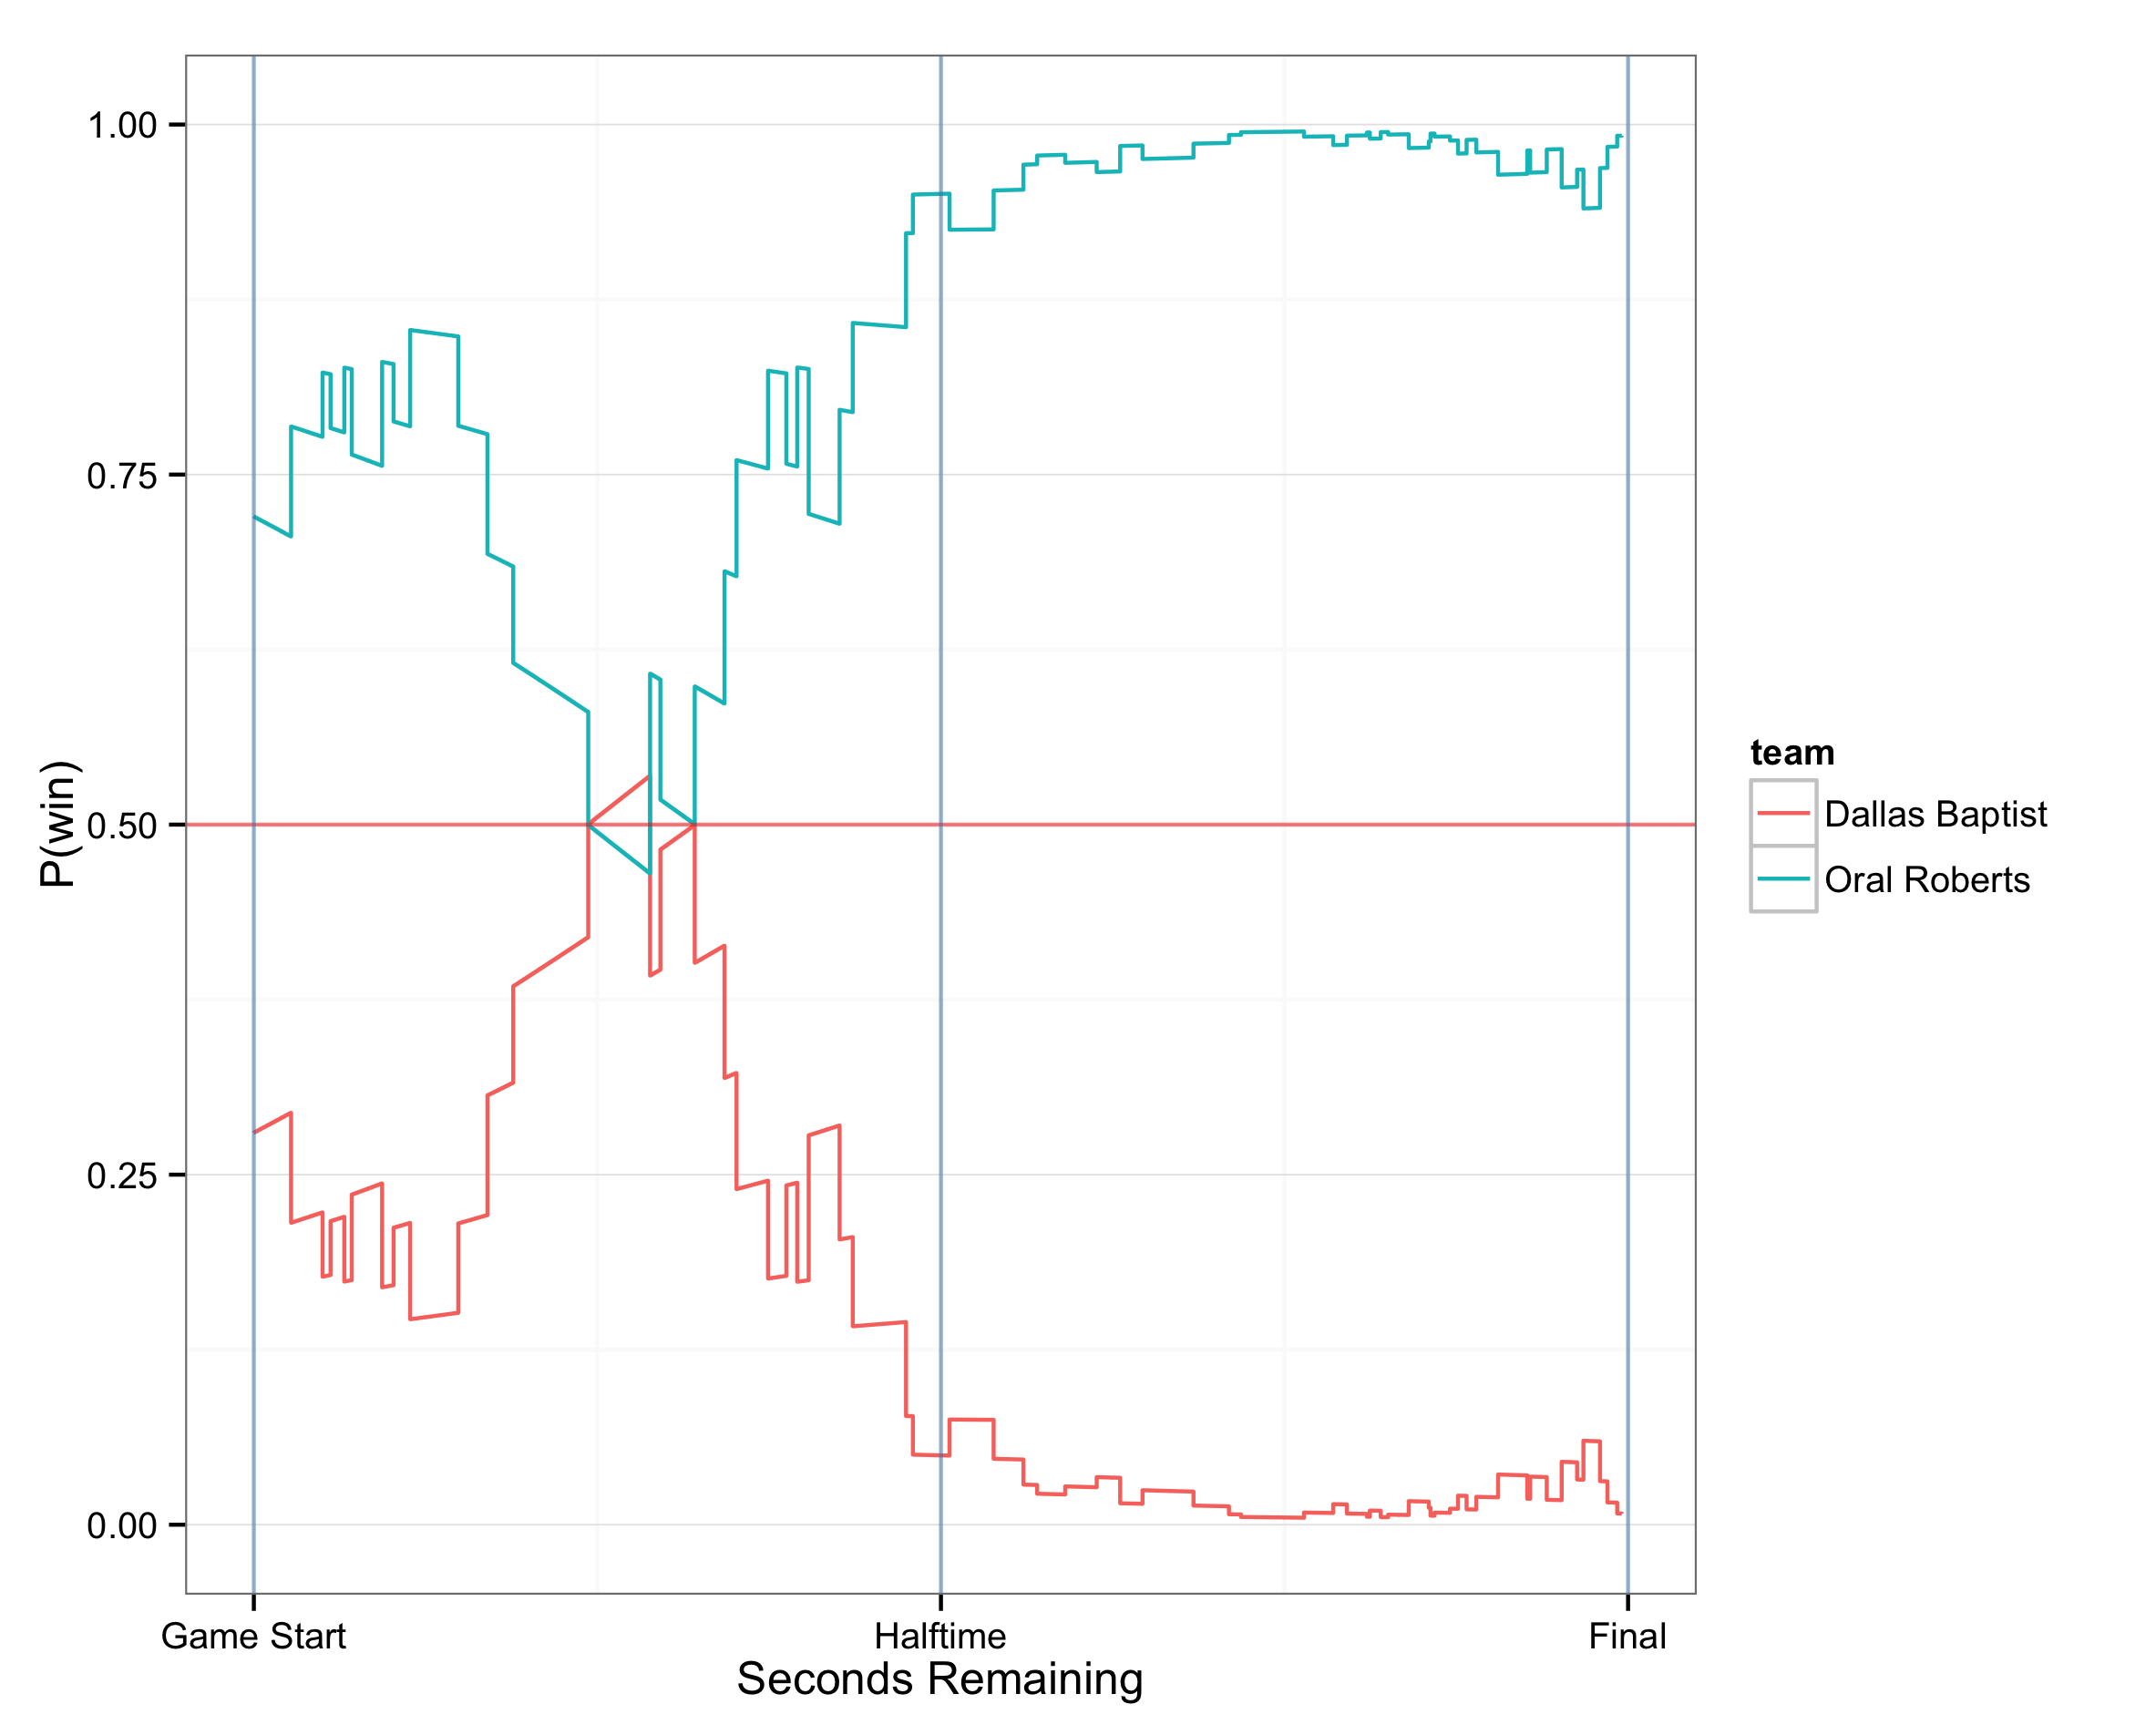 1.00
0.75
0.50
0.25
0.00
P(win)
Game Start
Halftime
Final
Seconds Remaining
team
Dallas Baptist
Oral Roberts